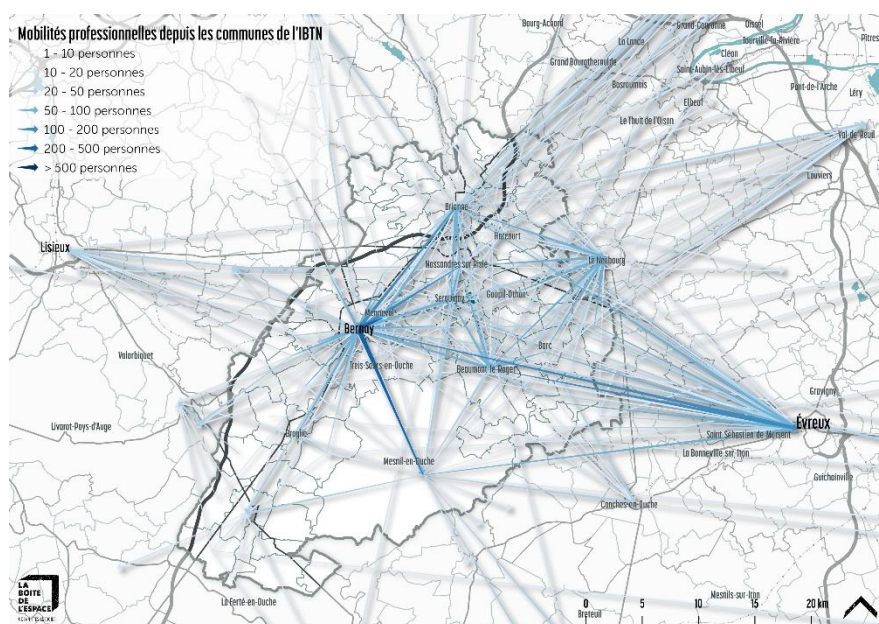 Mobilités professionnelles depuis les communes de l'IBTN
1 - 10 personnes
10 - 20 personnes
20 - 50 personnes
50 - 100 personnes
100 - 200 personnes
200 - 500 personnes
> 500 personnes
Bourg-Achard
Grand-Couronne
Oissel
La Londe
Tourville-la-Rivière
Pîtres
Cléon
Grand Bourgtheroulde
Saint-Aubin-lès-Elbeuf
Bosroumois
Pont-de-l'Arche
Léry
Elbeuf
Le Thuit de l'Oison
Val de Reuil
Louviers
Brionne
Harcourt
Lisieux
Nassandres sur Risle
Le Neubourg
Serquigny
Goupil-Othon
Menneval
Bernay
Barc
Valorbiquet
Trois-Sources-en-Ouche
Beaumont le Roger
Gravigny
Livarot-Pays-d'Auge
Broglie
Évreux
Saint Sébastien de Morsent
La Bonneville sur Iton
Mesnil-en-Ouche
Guichainville
Conches-en-Ouche
LA
BOITE
DE
L'ESPACE
La Ferté-en-Ouche
Mesnils-sur-Iton
Breteuil
0 5 10 15 20 km